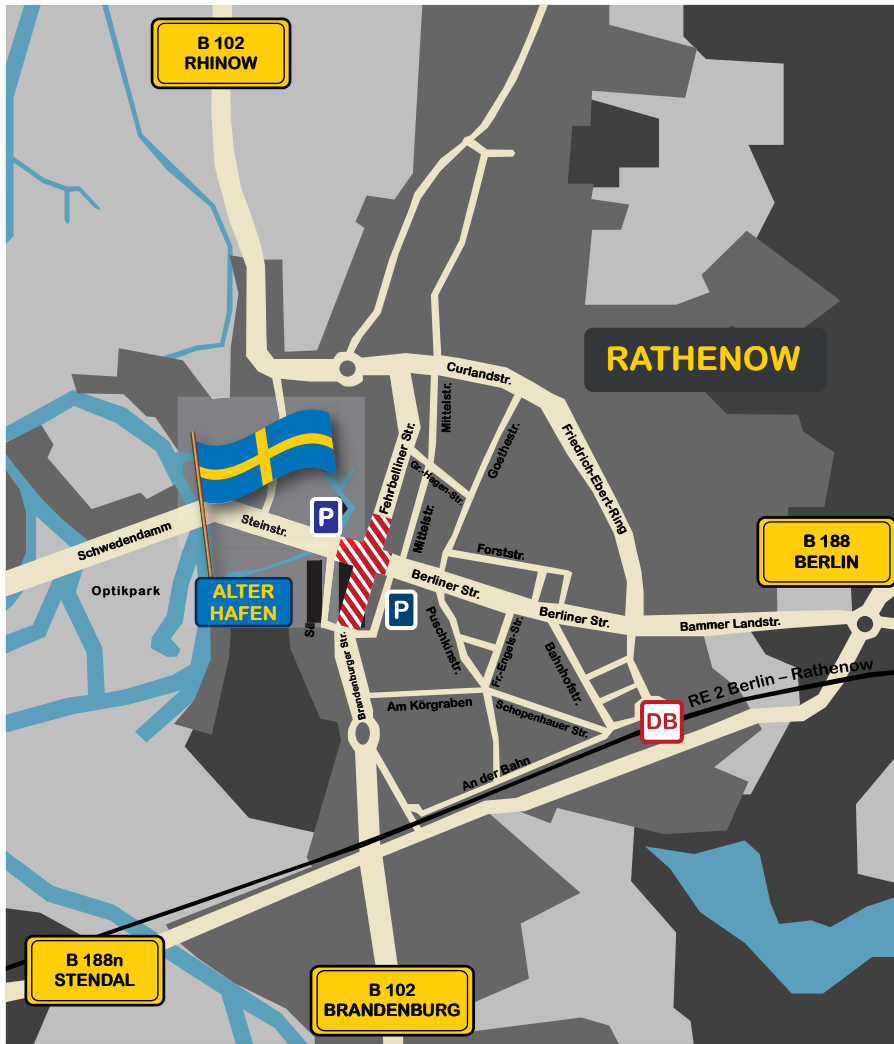 B 102
RHINOW
RATHENOW
Curlandstr.
Mittelstr.
Goethestr.
Friedrich-Ebert-Ring
Fehrbelliner Str.
Gr.-Hagen-Str.
Mittelstr.
P
Steinstr.
Schwedendamm
Optikpark
ALTER
HAFEN
P
Forststr.
Berliner Str.
Berliner Str.
B 188
BERLIN
Bammer Landstr.
Puschkinstr.
Fr.-Engels-Str.
Bahnhofstr.
Brandenburger Str.
Am Körgraben
Schopenhauer Str.
DB
RE 2 Berlin – Rathenow
An der Bahn
B 188n
STENDAL
B 102
BRANDENBURG